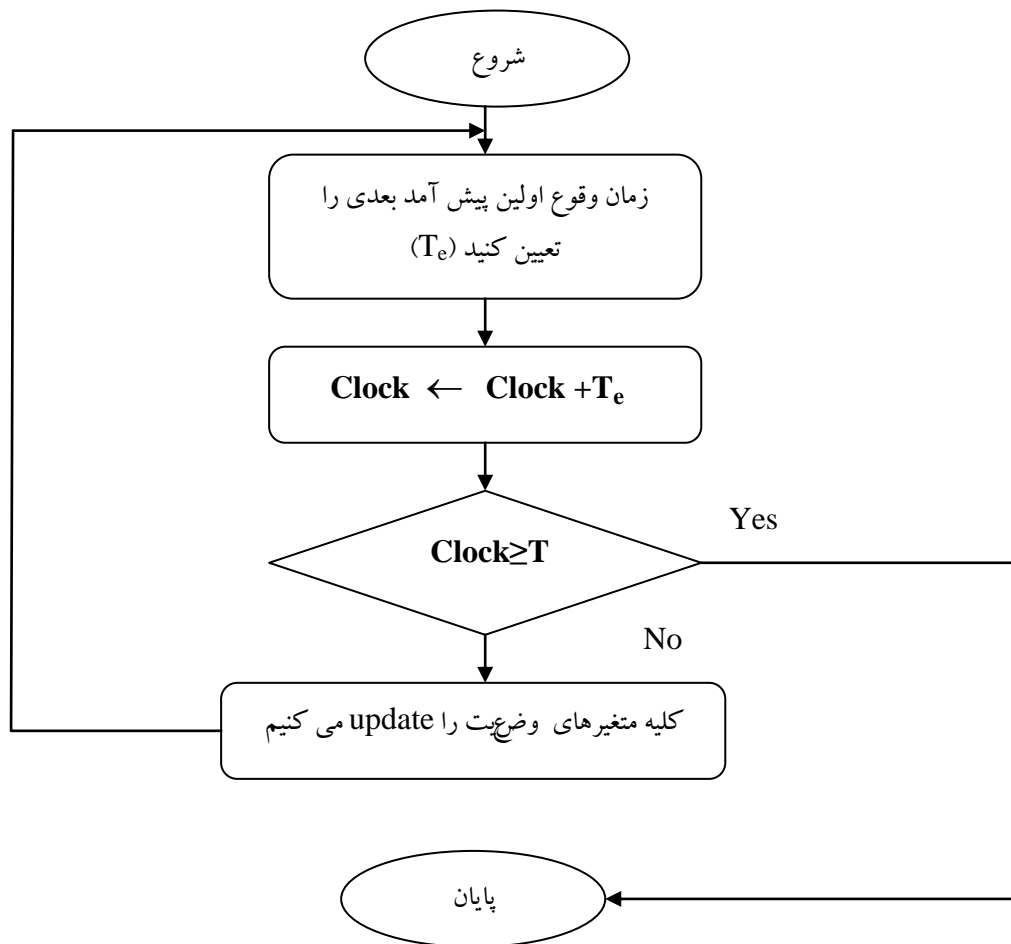 شروع
زمان وقوع اولین پیش آمد بعدی را
تعیین کنید (Te)
Clock ← Clock +Te
Clock≥T
Yes
No
کلیه متغیرهای وضعیت را update می کنیم
پایان